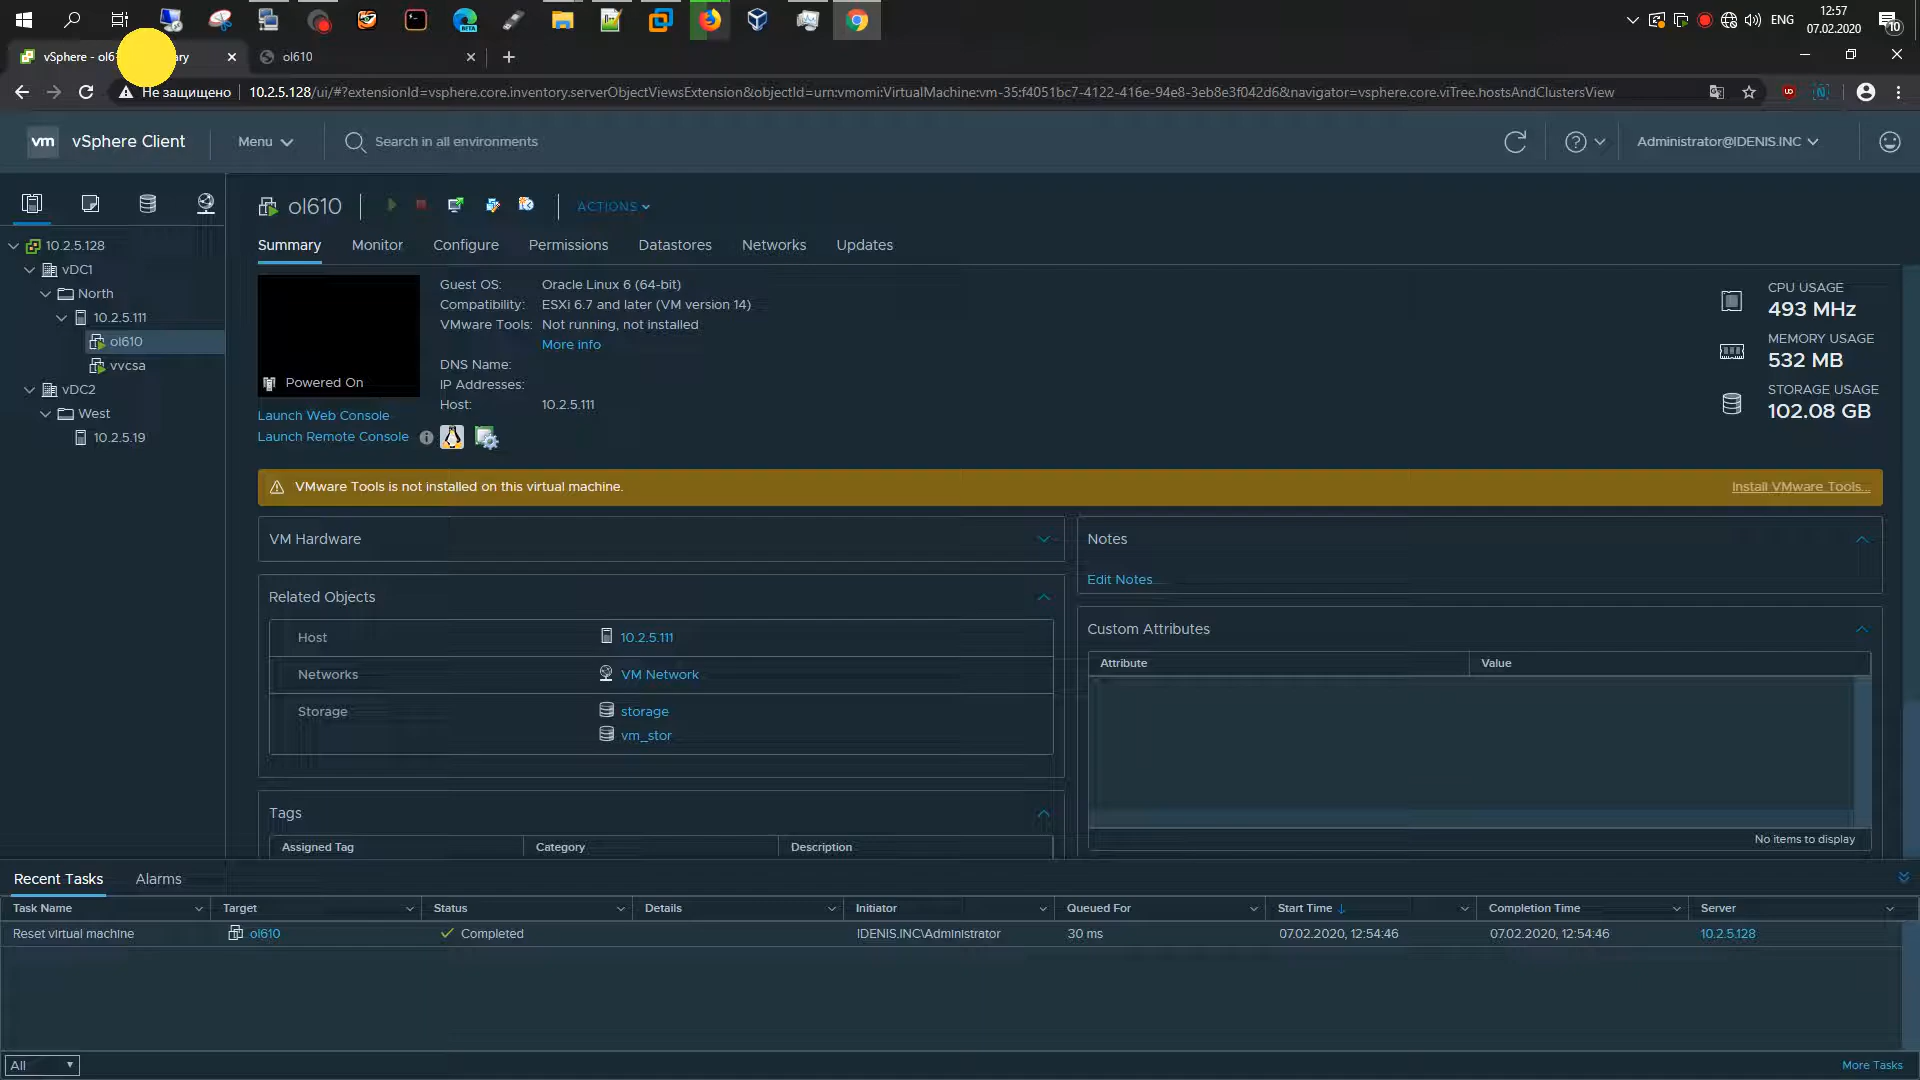 ENG
12:57
07.02.2020
10
vSphere - ol6
ol610
Не защищено
10.2.5.128/ui/#?extensionId=vsphere.core.inventory.serverObjectViewsExtension&objectId=urn:vmomi:VirtualMachine:vm-35:f4051bc7-4122-416e-94e8-3eb8e3f042d6&navigator=vsphere.core.viTree.hostsAndClustersView
vm vSphere Client
Menu
Search in all environments
Administrator@IDENIS.INC
10.2.5.128
vDC1
North
10.2.5.111
ol610
vvcsa
vDC2
West
10.2.5.19
ol610
ACTIONS
Summary Monitor Configure Permissions Datastores Networks Updates
Powered On
Launch Web Console
Launch Remote Console
Guest OS: Oracle Linux 6 (64-bit)
Compatibility: ESXi 6.7 and later (VM version 14)
VMware Tools: Not running, not installed
More info
DNS Name:
IP Addresses:
Host: 10.2.5.111
CPU USAGE
493 MHz
MEMORY USAGE
532 MB
STORAGE USAGE
102.08 GB
VMware Tools is not installed on this virtual machine.
Install VMware Tools...
VM Hardware
Related Objects
Host 10.2.5.111
Networks VM Network
Storage storage
vm_stor
Tags
Assigned Tag Category Description
Notes
Edit Notes...
Custom Attributes
Attribute Value
No items to display
Recent Tasks Alarms
Task Name Target Status Details Initiator Queued For Start Time Completion Time Server
Reset virtual machine ol610 Completed IDENIS.INC\Administrator 30 ms 07.02.2020, 12:54:46 07.02.2020, 12:54:46 10.2.5.128
All
More Tasks